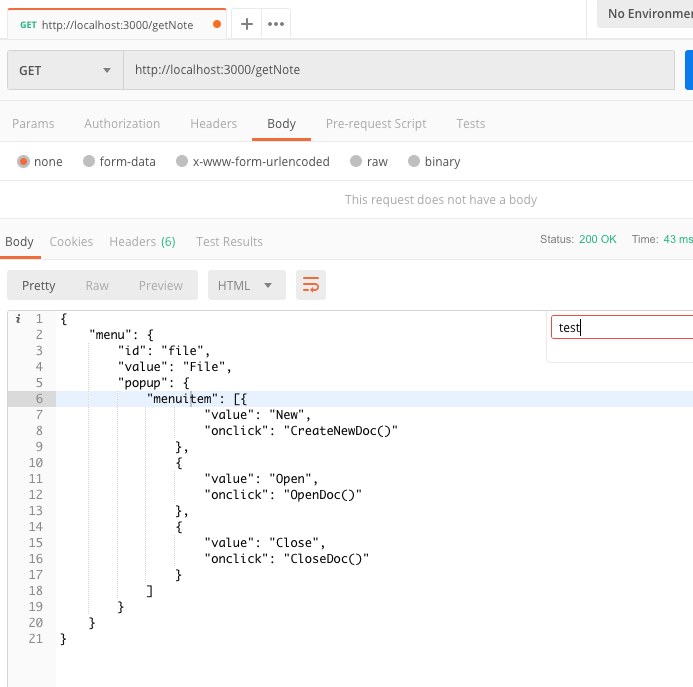 GET http://localhost:3000/getNote + ••• No Environmen
GET http://localhost:3000/getNote
Params Authorization Headers Body Pre-request Script Tests
none form-data x-www-form-urlencoded raw binary
This request does not have a body
Body Cookies Headers (6) Test Results Status: 200 OK Time: 43 ms
Pretty Raw Preview HTML
i 1 {
test
2 "menu": {
3 "id": "file",
4 "value": "File",
5 "popup": {
6 "menuitem": [{
7 "value": "New",
8 "onclick": "CreateNewDoc()"
9 },
10 {
11 "value": "Open",
12 "onclick": "OpenDoc()"
13 },
14 {
15 "value": "Close",
16 "onclick": "CloseDoc()"
17 }
18 ]
19 }
20 }
21 }